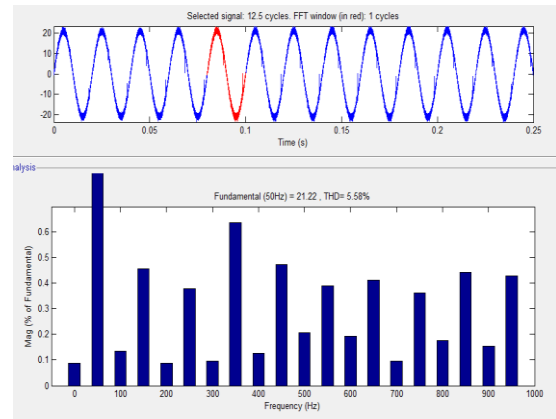 Selected signal: 12.5 cycles. FFT window (in red): 1 cycles
20
10
0
-10
-20
0 0.05 0.1 0.15 0.2 0.25
Time (s)
nalysis
Fundamental (50Hz) = 21.22 , THD= 5.58%
Mag (% of Fundamental)
0.6
0.5
0.4
0.3
0.2
0.1
0
0 100 200 300 400 500 600 700 800 900 1000
Frequency (Hz)